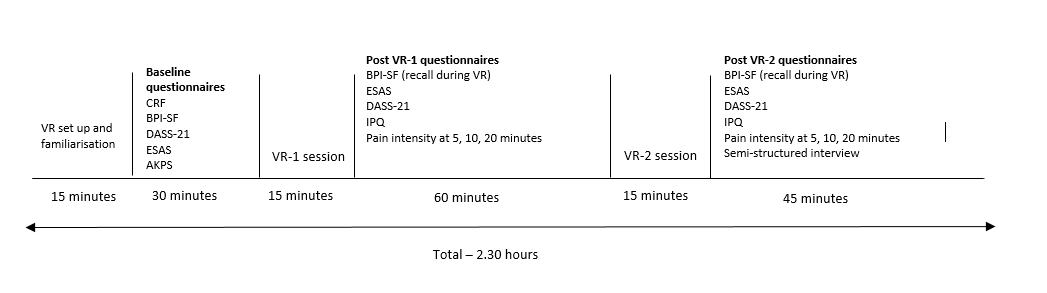 VR set up and
familiarisation
Baseline
questionnaires
CRF
BPI-SF
DASS-21
ESAS
AKPS
VR-1 session
Post VR-1 questionnaires
BPI-SF (recall during VR)
ESAS
DASS-21
IPQ
Pain intensity at 5, 10, 20 minutes
VR-2 session
Post VR-2 questionnaires
BPI-SF (recall during VR)
ESAS
DASS-21
IPQ
Pain intensity at 5, 10, 20 minutes
Semi-structured interview
15 minutes
30 minutes
15 minutes
60 minutes
15 minutes
45 minutes
Total – 2.30 hours